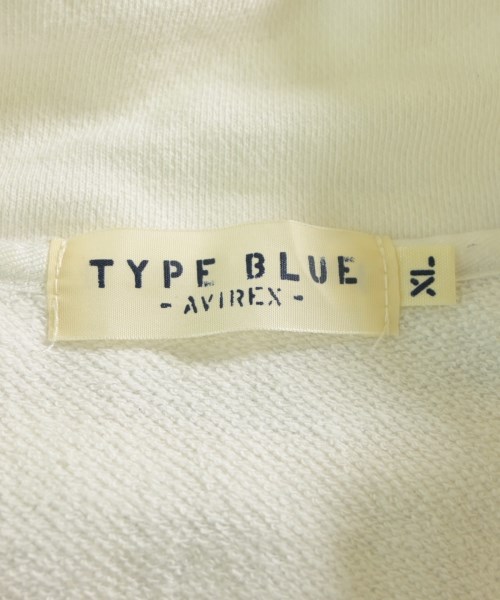 TYPE BLUE
- AVIREX -
XL